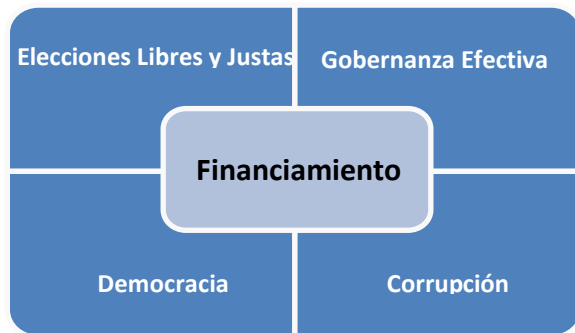 Elecciones Libres y Justas
Gobernanza Efectiva
Financiamiento
Democracia
Corrupción